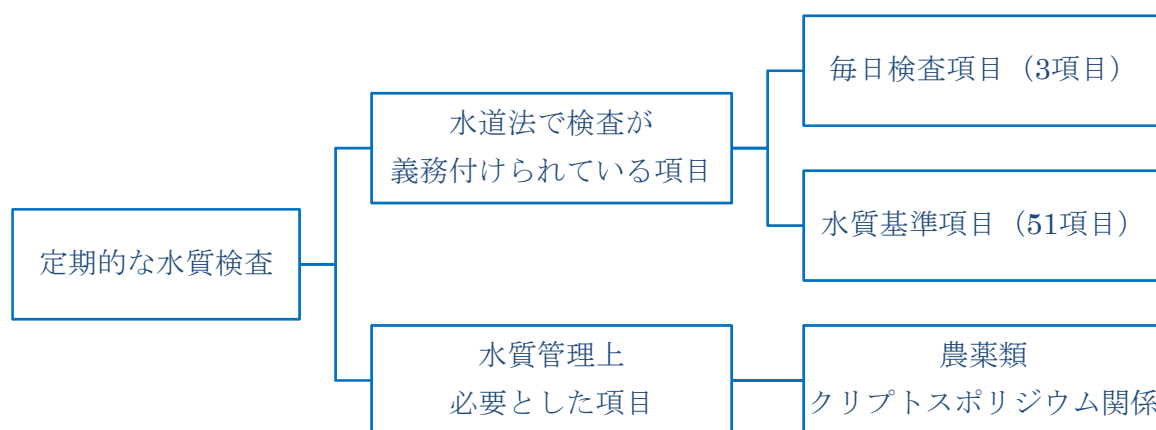 定期的な水質検査
水道法で検査が
義務付けられている項目
毎日検査項目（3項目）
水質基準項目（51項目）
水質管理上
必要とした項目
農薬類
クリプトスポリジウム関係